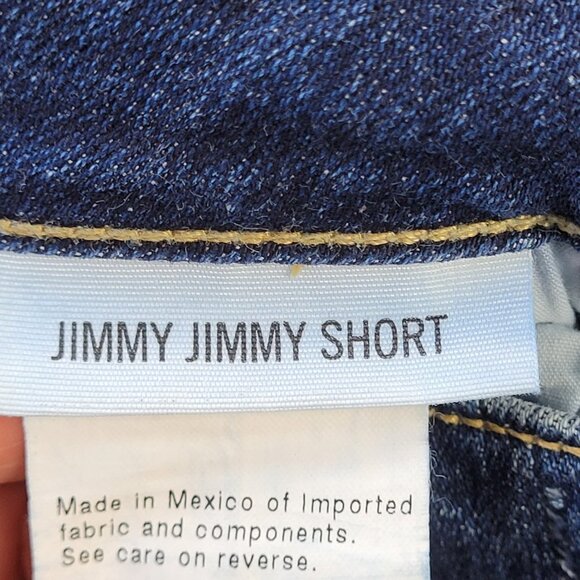 JIMMY JIMMY SHORT
Made in Mexico of Imported
fabric and components.
See care on reverse.